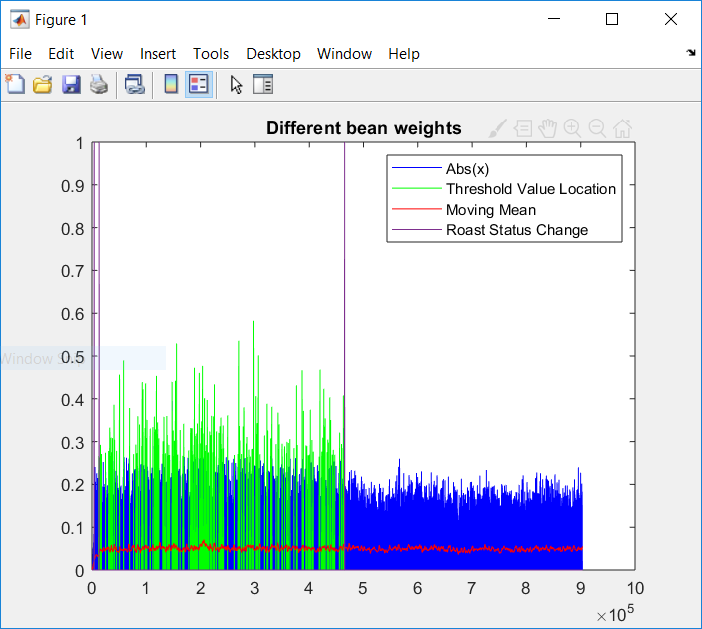 Figure 1
File Edit View Insert Tools Desktop Window Help
Different bean weights
Abs(x)
Threshold Value Location
Moving Mean
Roast Status Change
1
0.9
0.8
0.7
0.6
0.5
0.4
0.3
0.2
0.1
0
Window
0 1 2 3 4 5 6 7 8 9 10
×10⁵